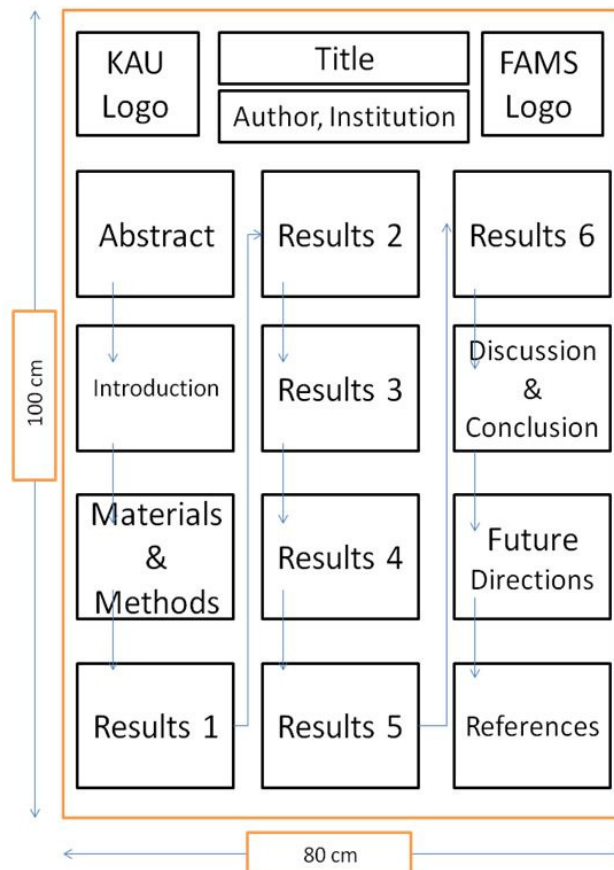 KAU
Logo
Title
Author, Institution
FAMS
Logo
Abstract
Introduction
Materials
&
Methods
Results 1
Results 2
Results 3
Results 4
Results 5
Results 6
Discussion
&
Conclusion
Future
Directions
References
100 cm
80 cm